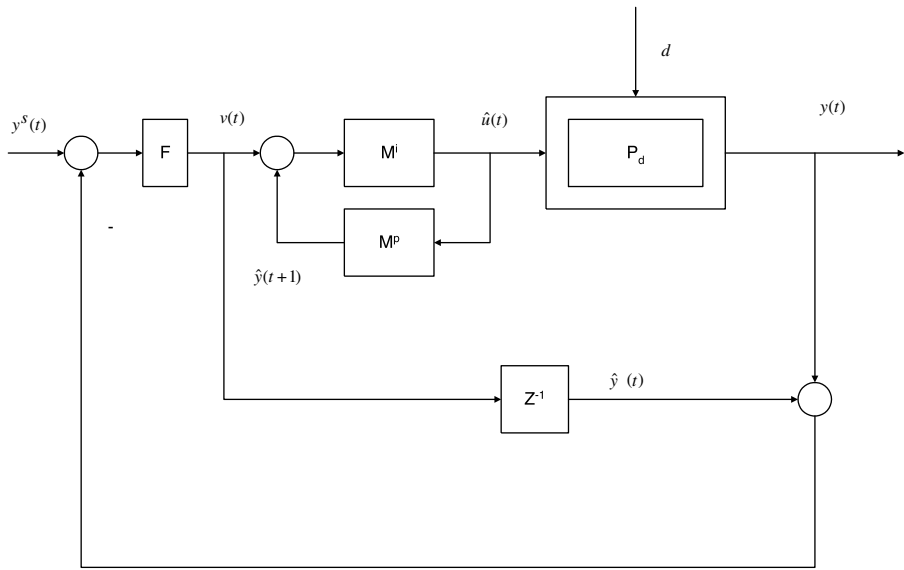 d
y^s(t)
v(t)
û(t)
y(t)
F
M^i
P_d
M^p
-
ŷ(t+1)
Z^-1
ŷ (t)